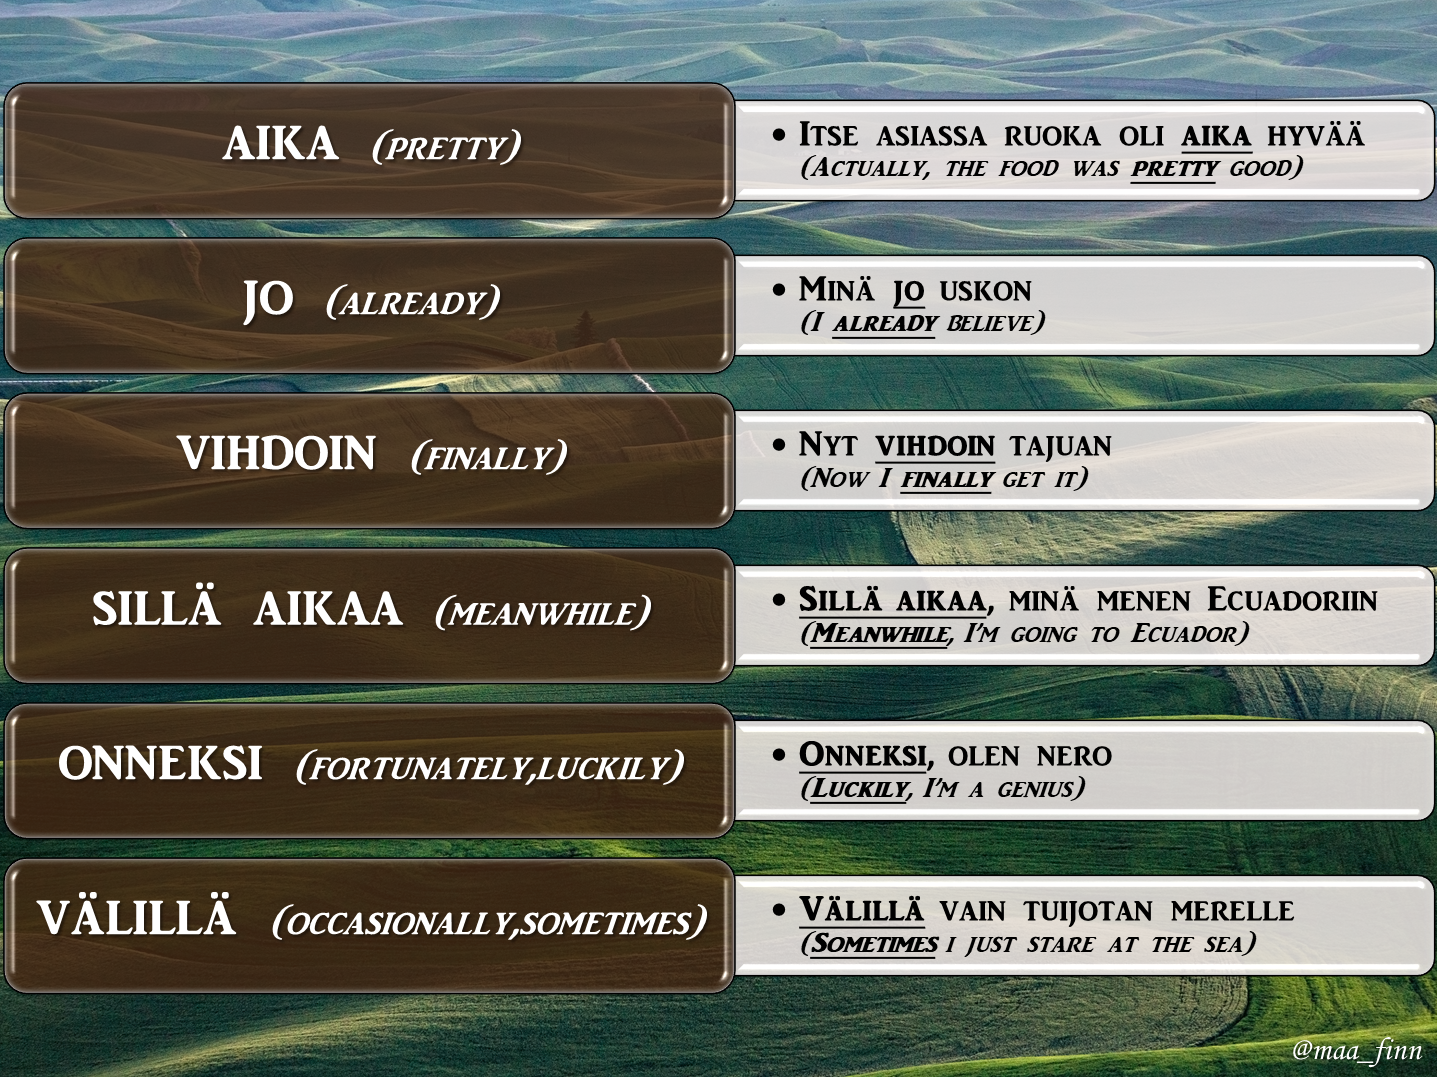 AIKA (PRETTY)
• ITSE ASIASSA RUOKA OLI AIKA HYVÄÄ
(ACTUALLY, THE FOOD WAS PRETTY GOOD)
JO (ALREADY)
• MINÄ JO USKON
(I ALREADY BELIEVE)
VIHDOIN (FINALLY)
• NYT VIHDOIN TAJUAN
(NOW I FINALLY GET IT)
SILLÄ AIKAA (MEANWHILE)
• SILLÄ AIKAA, MINÄ MENEN ECUADORIIN
(MEANWHILE, I'M GOING TO ECUADOR)
ONNEKSI (FORTUNATELY,LUCKILY)
• ONNEKSI, OLEN NERO
(LUCKILY, I'M A GENIUS)
VÄLILLÄ (OCCASIONALLY,SOMETIMES)
• VÄLILLÄ VAIN TUIJOTAN MERELLE
(SOMETIMES I JUST STARE AT THE SEA)
@maa_finn